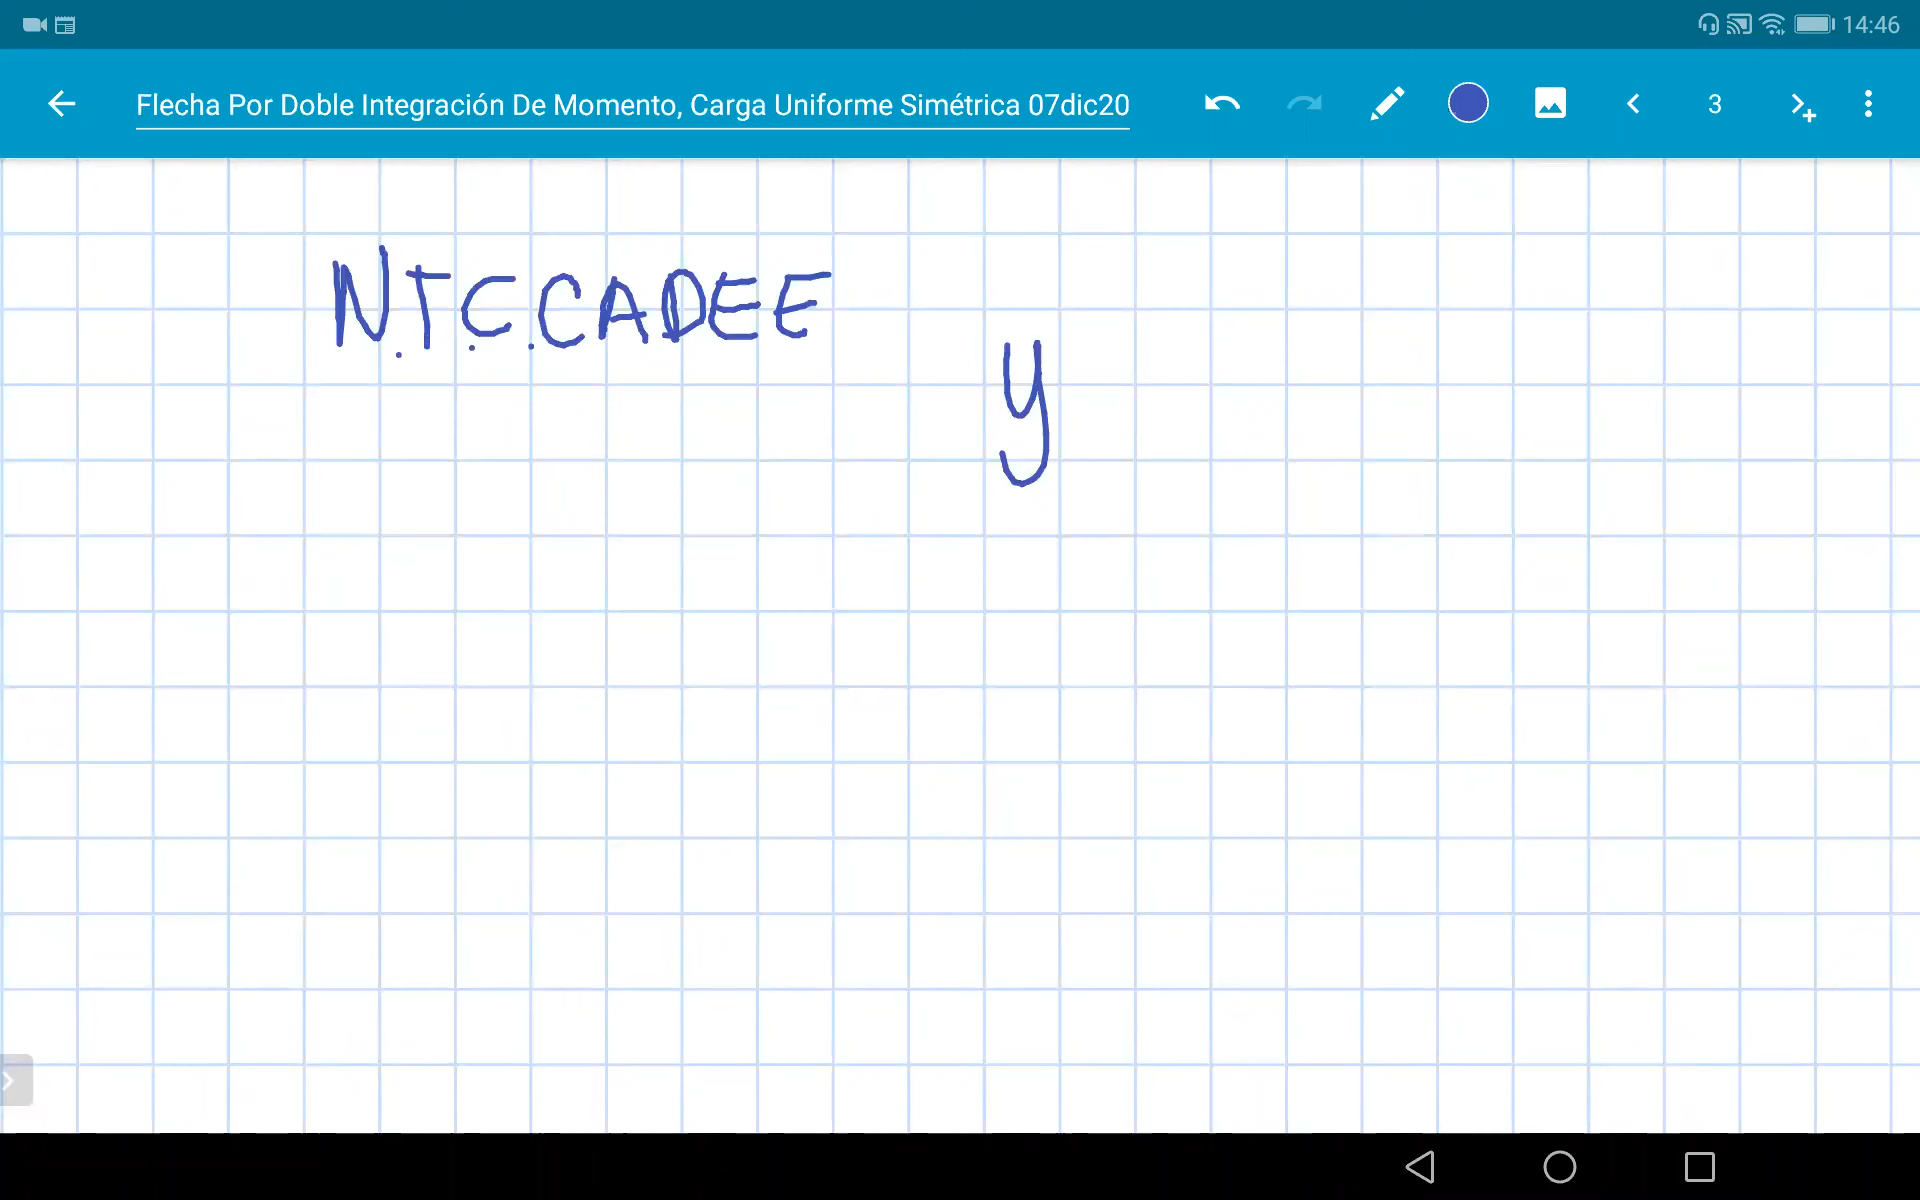 14:46
Flecha Por Doble Integración De Momento, Carga Uniforme Simétrica 07dic20
3
N.T.C.CADEE
y